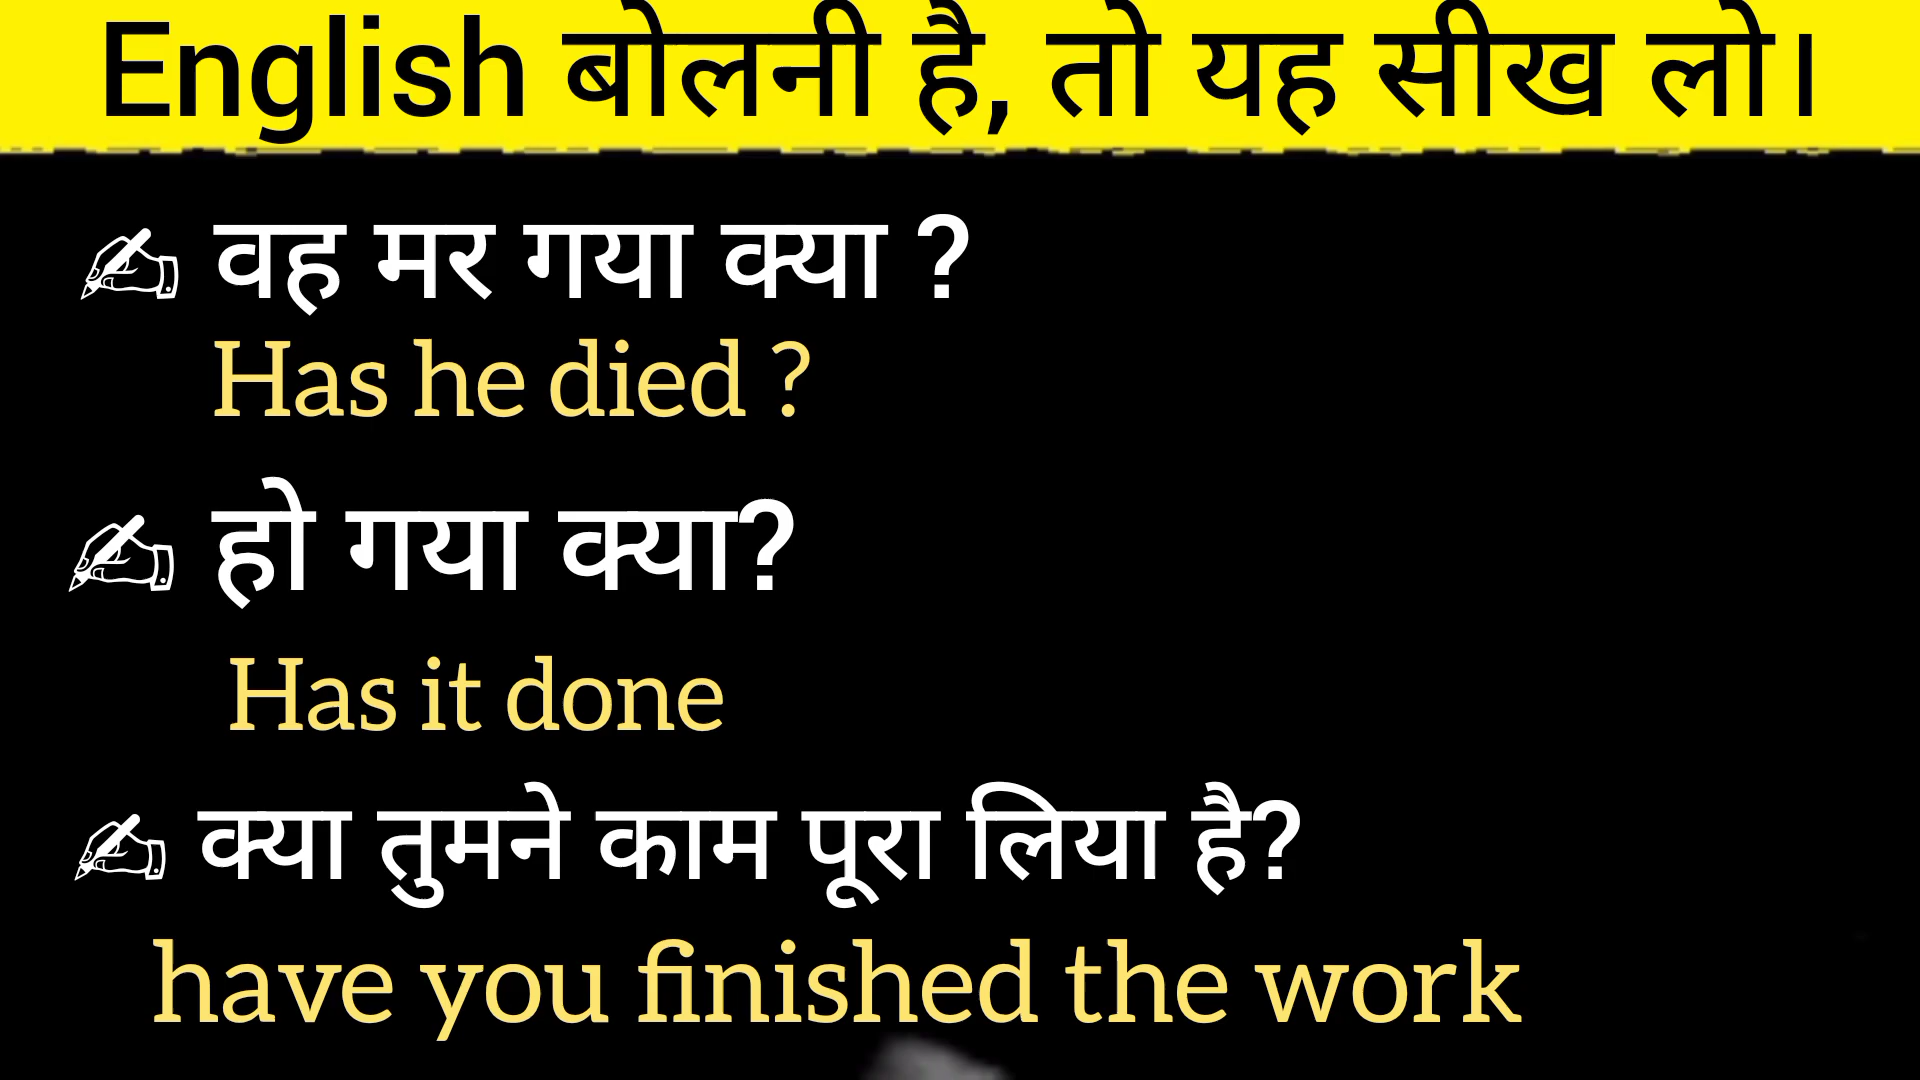 English बोलनी है, तो यह सीख लो।
✍ वह मर गया क्या ?
Has he died ?
✍ हो गया क्या?
Has it done
✍ क्या तुमने काम पूरा लिया है?
have you finished the work